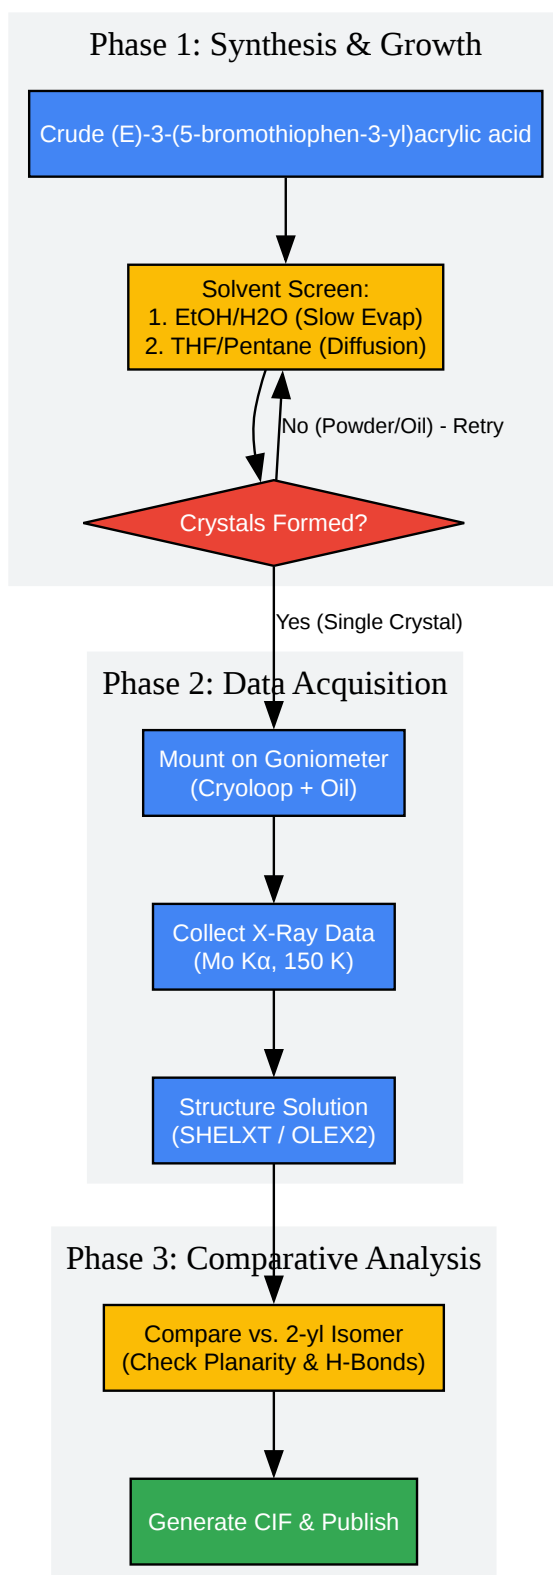 Phase 1: Synthesis & Growth
Crude (E)-3-(5-bromothiophen-3-yl)acrylic acid
Solvent Screen:
1. EtOH/H2O (Slow Evap)
2. THF/Pentane (Diffusion)
No (Powder/Oil) - Retry
Crystals Formed?
Yes (Single Crystal)
Phase 2: Data Acquisition
Mount on Goniometer
(Cryoloop + Oil)
Collect X-Ray Data
(Mo Kα, 150 K)
Structure Solution
(SHELXT / OLEX2)
Phase 3: Comparative Analysis
Compare vs. 2-yl Isomer
(Check Planarity & H-Bonds)
Generate CIF & Publish